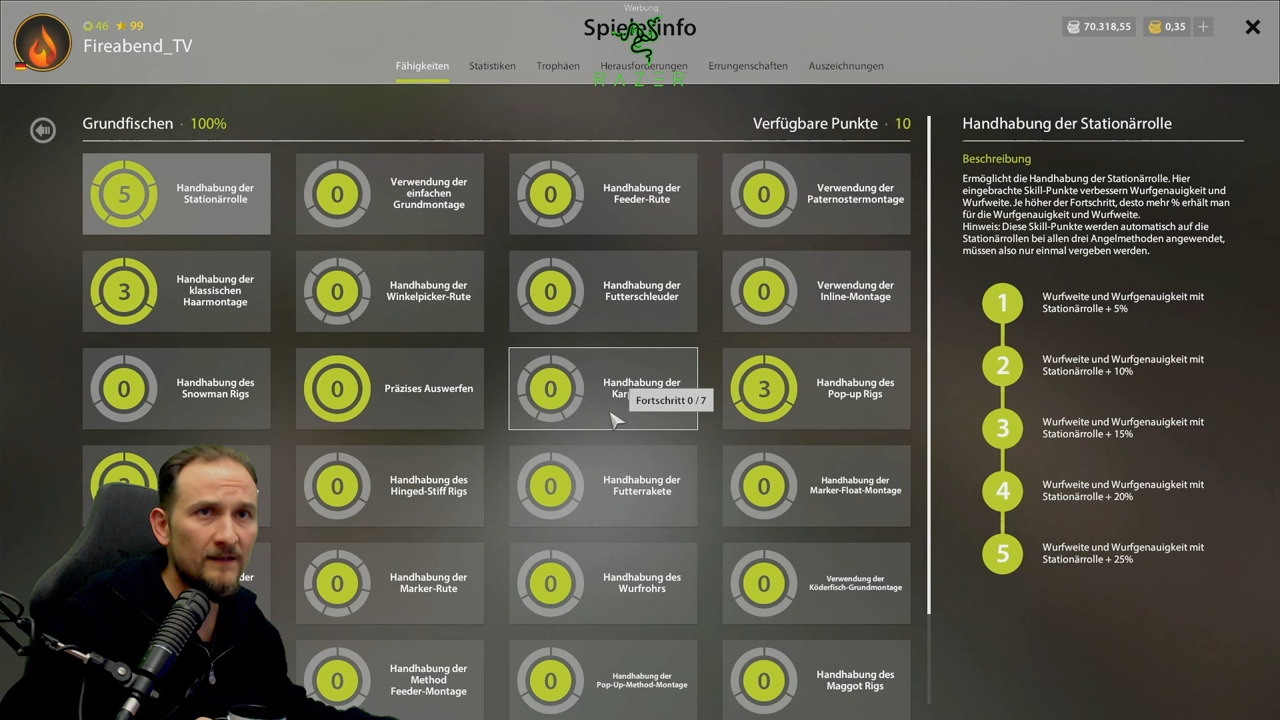 Werbung
46 99
Fireabend_TV
Spielerinfo
RAZER
70.318,55
0,35
Fähigkeiten
Statistiken
Trophäen
Herausforderungen
Errungenschaften
Auszeichnungen
Grundfischen · 100%
Verfügbare Punkte · 10
5
Handhabung der
Stationärrolle
0
Verwendung der
einfachen
Grundmontage
0
Handhabung der
Feeder-Rute
0
Verwendung der
Paternostermontage
3
Handhabung der
klassischen
Haarmontage
0
Handhabung der
Winkelpicker-Rute
0
Handhabung der
Futterschleuder
0
Verwendung der
Inline-Montage
0
Handhabung des
Snowman Rigs
0
Präzises Auswerfen
0
Handhabung der
Fortschritt 0 / 7
3
Handhabung des
Pop-up Rigs
0
Handhabung des
Hinged-Stiff Rigs
0
Handhabung der
Futterrakete
0
Handhabung der
Marker-Float-Montage
der
0
Handhabung der
Marker-Rute
0
Handhabung des
Wurfrohrs
0
Verwendung der
Köderfisch-Grundmontage
0
Handhabung der
Method
Feeder-Montage
0
Handhabung der
Pop-Up-Method-Montage
0
Handhabung des
Maggot Rigs
Handhabung der Stationärrolle
Beschreibung
Ermöglicht die Handhabung der Stationärrolle. Hier
eingebrachte Skill-Punkte verbessern Wurfgenauigkeit und
Wurfweite. Je höher der Fortschritt, desto mehr % erhält man
für die Wurfgenauigkeit und Wurfweite.
Hinweis: Diese Skill-Punkte werden automatisch auf die
Stationärrollen bei allen drei Angelmethoden angewendet,
müssen also nur einmal vergeben werden.
1
Wurfweite und Wurfgenauigkeit mit
Stationärrolle + 5%
2
Wurfweite und Wurfgenauigkeit mit
Stationärrolle + 10%
3
Wurfweite und Wurfgenauigkeit mit
Stationärrolle + 15%
4
Wurfweite und Wurfgenauigkeit mit
Stationärrolle + 20%
5
Wurfweite und Wurfgenauigkeit mit
Stationärrolle + 25%